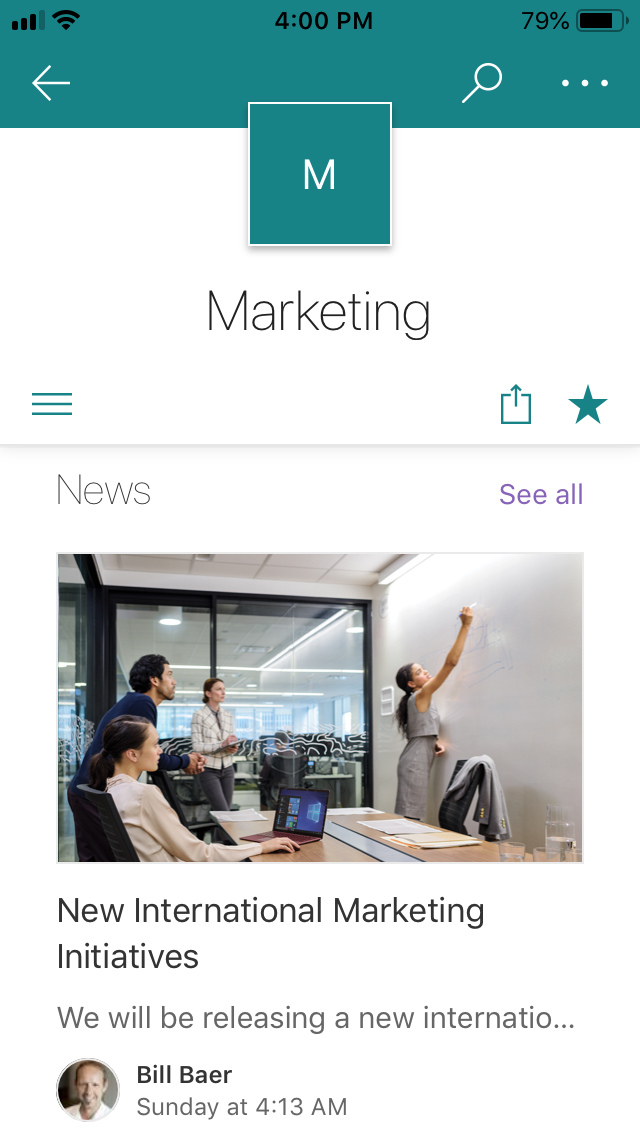 4:00 PM
79%
M
Marketing
News
See all
New International Marketing
Initiatives
We will be releasing a new internatio...
Bill Baer
Sunday at 4:13 AM